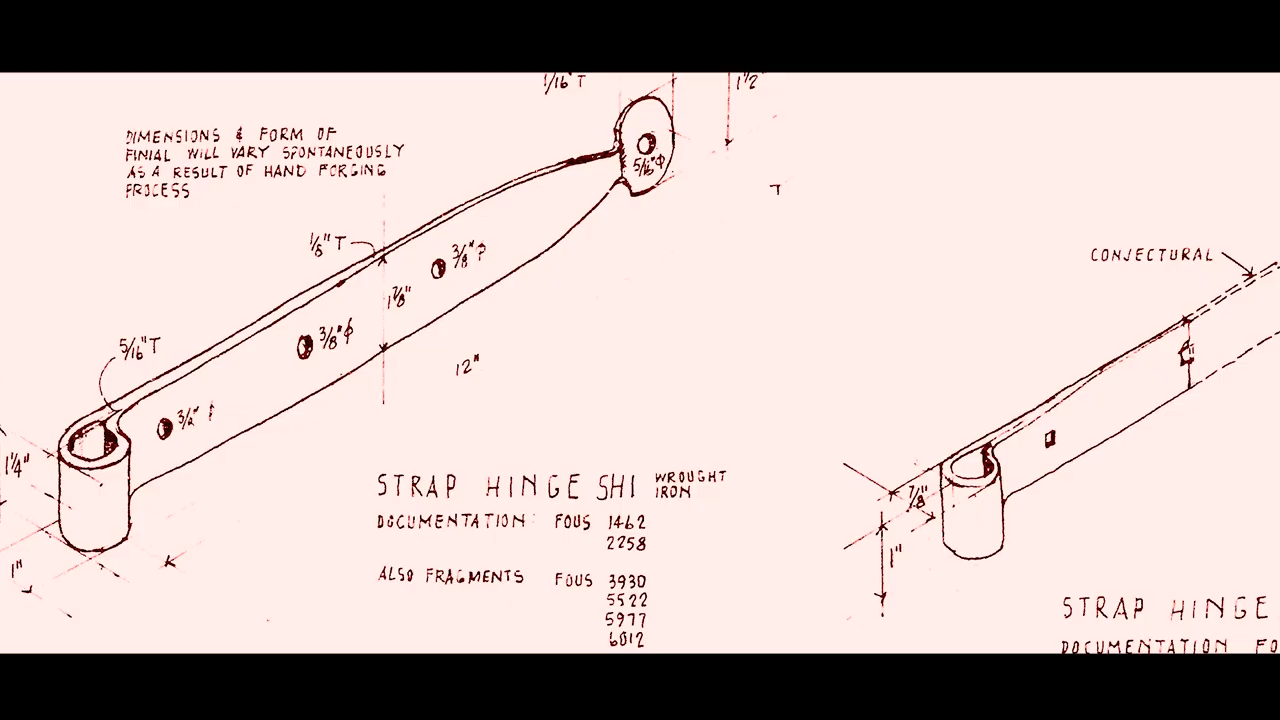 1/16" T
1 1/2"
DIMENSIONS & FORM OF
FINIAL WILL VARY SPONTANEOUSLY
AS A RESULT OF HAND FORGING
PROCESS
5/16" Φ
1/8" T
3/8" Φ
1 7/8"
3/8" Φ
12"
5/16" T
1 1/4"
1"
STRAP HINGE SH1 WROUGHT
IRON
DOCUMENTATION: FOUS 1462
2258
ALSO FRAGMENTS FOUS 3930
5522
5977
6012
CONJECTURAL
7/8"
1"
STRAP HINGE
DOCUMENTATION FO